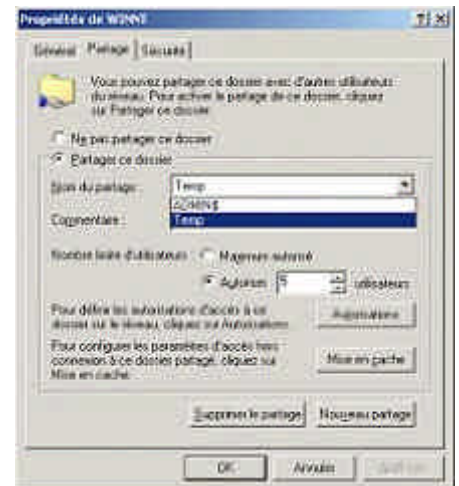 Propriétés de WINNT
Général Partage Sécurité
Vous pouvez partager ce dossier avec d'autres utilisateurs
du réseau. Pour activer le partage de ce dossier, cliquez
sur Partager ce dossier.
Ne pas partager ce dossier
Partager ce dossier
Nom du partage : Temp
ADMIN$
Commentaire : Temp
Nombre limite d'utilisateurs : Maximum autorisé
Autoriser 5 utilisateurs
Pour définir les autorisations d'accès à ce
dossier sur le réseau, cliquez sur Autorisations.
Autorisations
Pour configurer les paramètres d'accès hors
connexion à ce dossier partagé, cliquez sur
Mise en cache.
Mise en cache
Supprimer le partage Nouveau partage
OK Annuler Appliquer